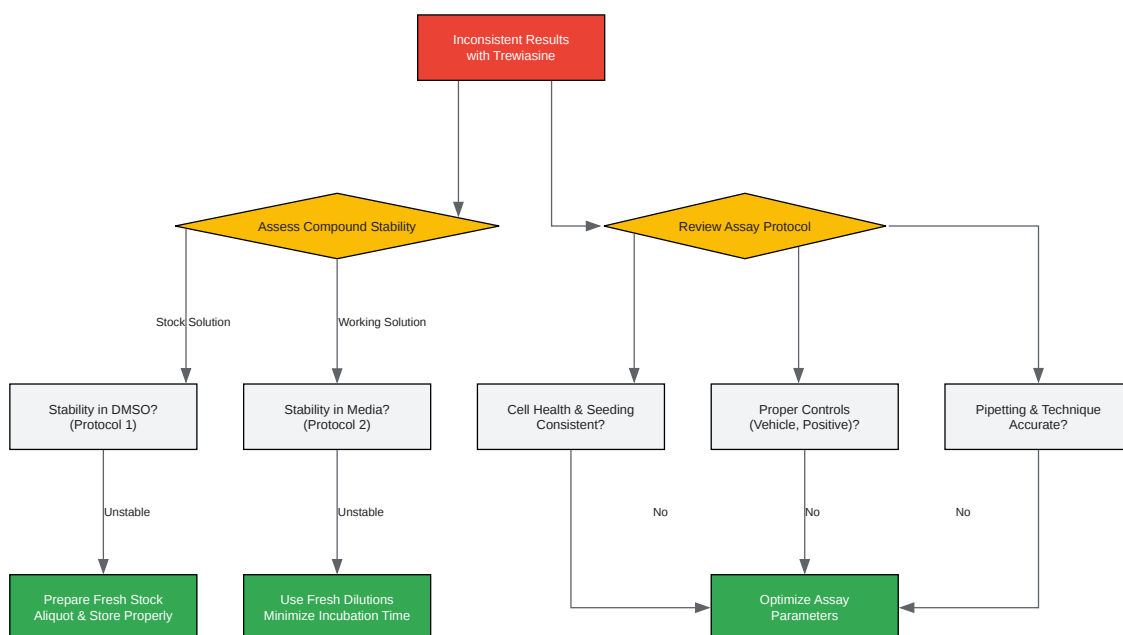 Inconsistent Results
with Trewiasine
Assess Compound Stability
Review Assay Protocol
Stock Solution
Working Solution
Stability in DMSO?
(Protocol 1)
Stability in Media?
(Protocol 2)
Cell Health & Seeding
Consistent?
Proper Controls
(Vehicle, Positive)?
Pipetting & Technique
Accurate?
Unstable
Unstable
No
No
No
Prepare Fresh Stock
Aliquot & Store Properly
Use Fresh Dilutions
Minimize Incubation Time
Optimize Assay
Parameters